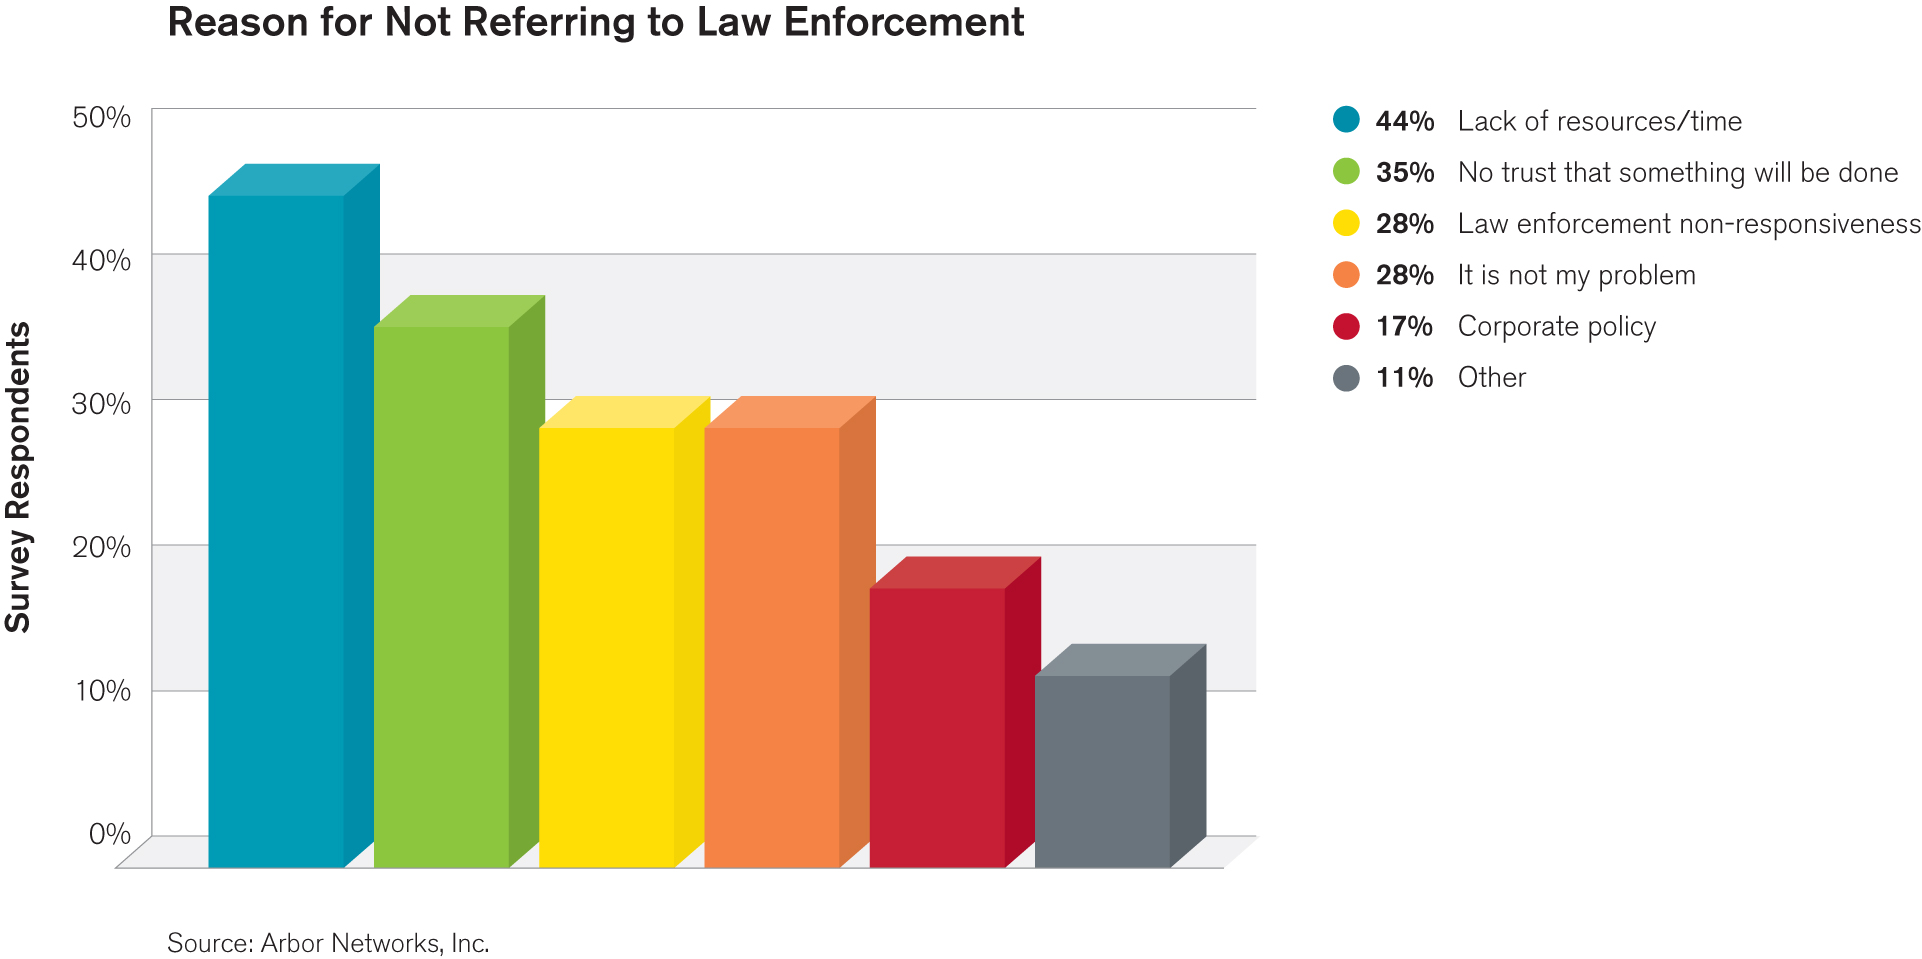 Reason for Not Referring to Law Enforcement
50%
40%
30%
20%
10%
0%
Survey Respondents
44% Lack of resources/time
35% No trust that something will be done
28% Law enforcement non-responsiveness
28% It is not my problem
17% Corporate policy
11% Other
Source: Arbor Networks, Inc.